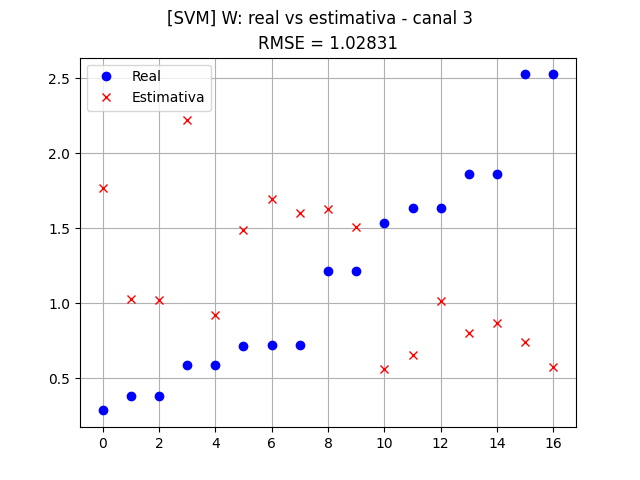 [SVM] W: real vs estimativa - canal 3
RMSE = 1.02831
Real
Estimativa
2.5
2.0
1.5
1.0
0.5
0 2 4 6 8 10 12 14 16